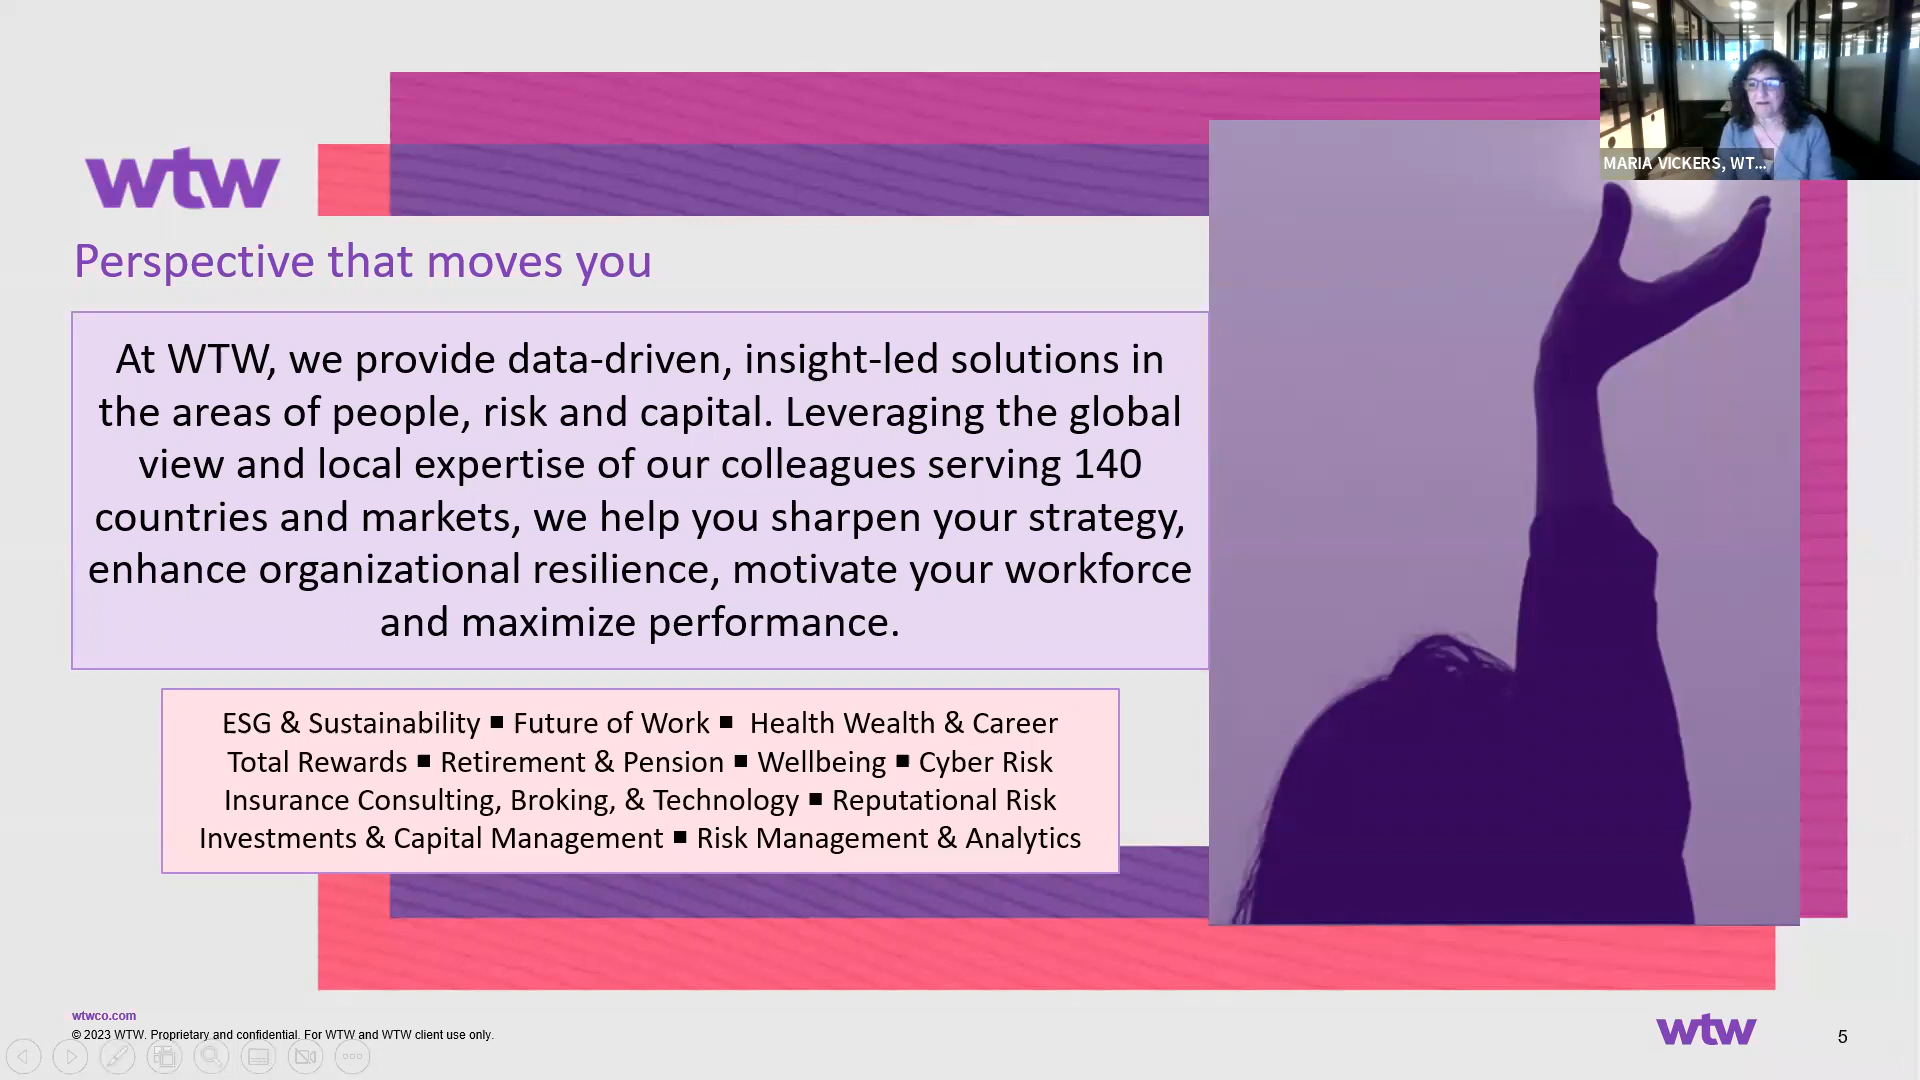 MARIA VICKERS, WT...
wtw
Perspective that moves you
At WTW, we provide data-driven, insight-led solutions in
the areas of people, risk and capital. Leveraging the global
view and local expertise of our colleagues serving 140
countries and markets, we help you sharpen your strategy,
enhance organizational resilience, motivate your workforce
and maximize performance.
ESG & Sustainability ▪ Future of Work ▪ Health Wealth & Career
Total Rewards ▪ Retirement & Pension ▪ Wellbeing ▪ Cyber Risk
Insurance Consulting, Broking, & Technology ▪ Reputational Risk
Investments & Capital Management ▪ Risk Management & Analytics
wtwco.com
© 2023 WTW. Proprietary and confidential. For WTW and WTW client use only.
wtw
5